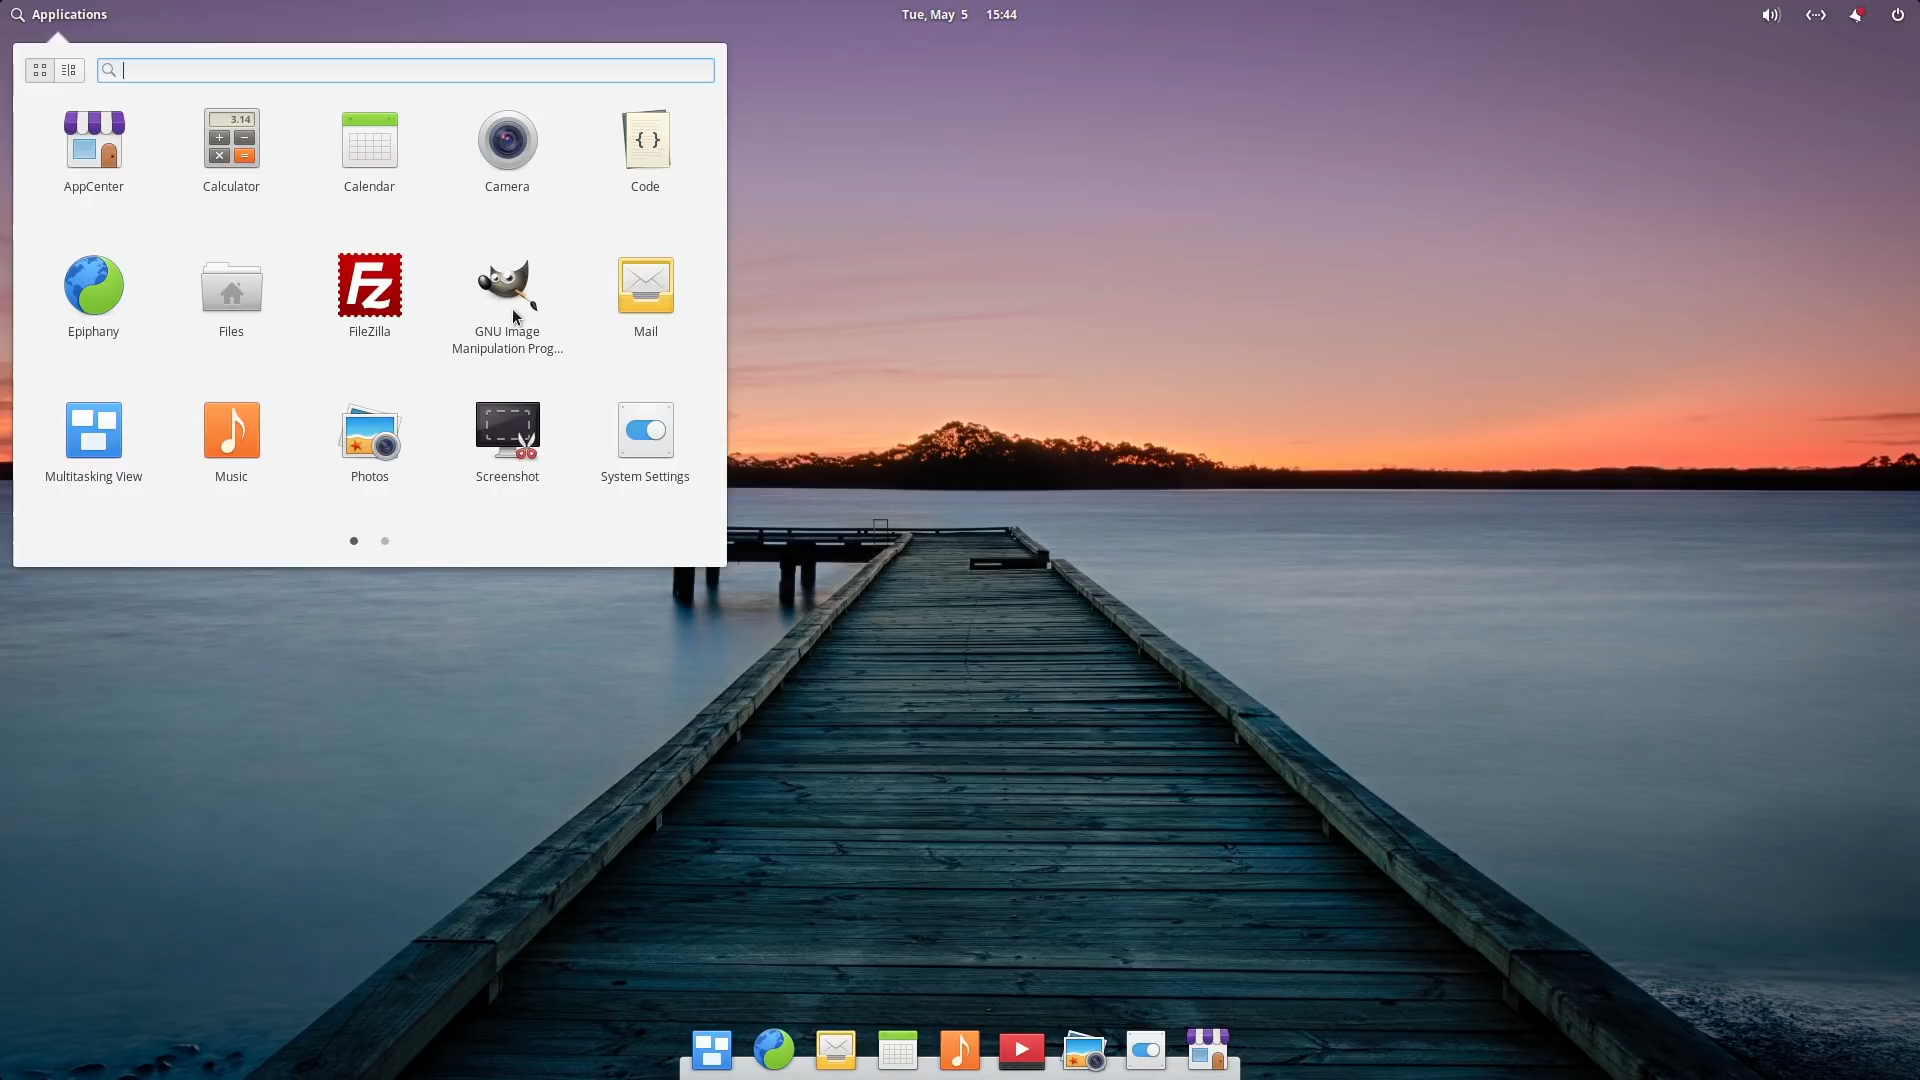 Applications
Tue, May 5 15:44
3.14
AppCenter
Calculator
Calendar
Camera
{ }
Code
Epiphany
Files
Fz
FileZilla
GNU Image
Manipulation Prog...
Mail
Multitasking View
Music
Photos
Screenshot
System Settings